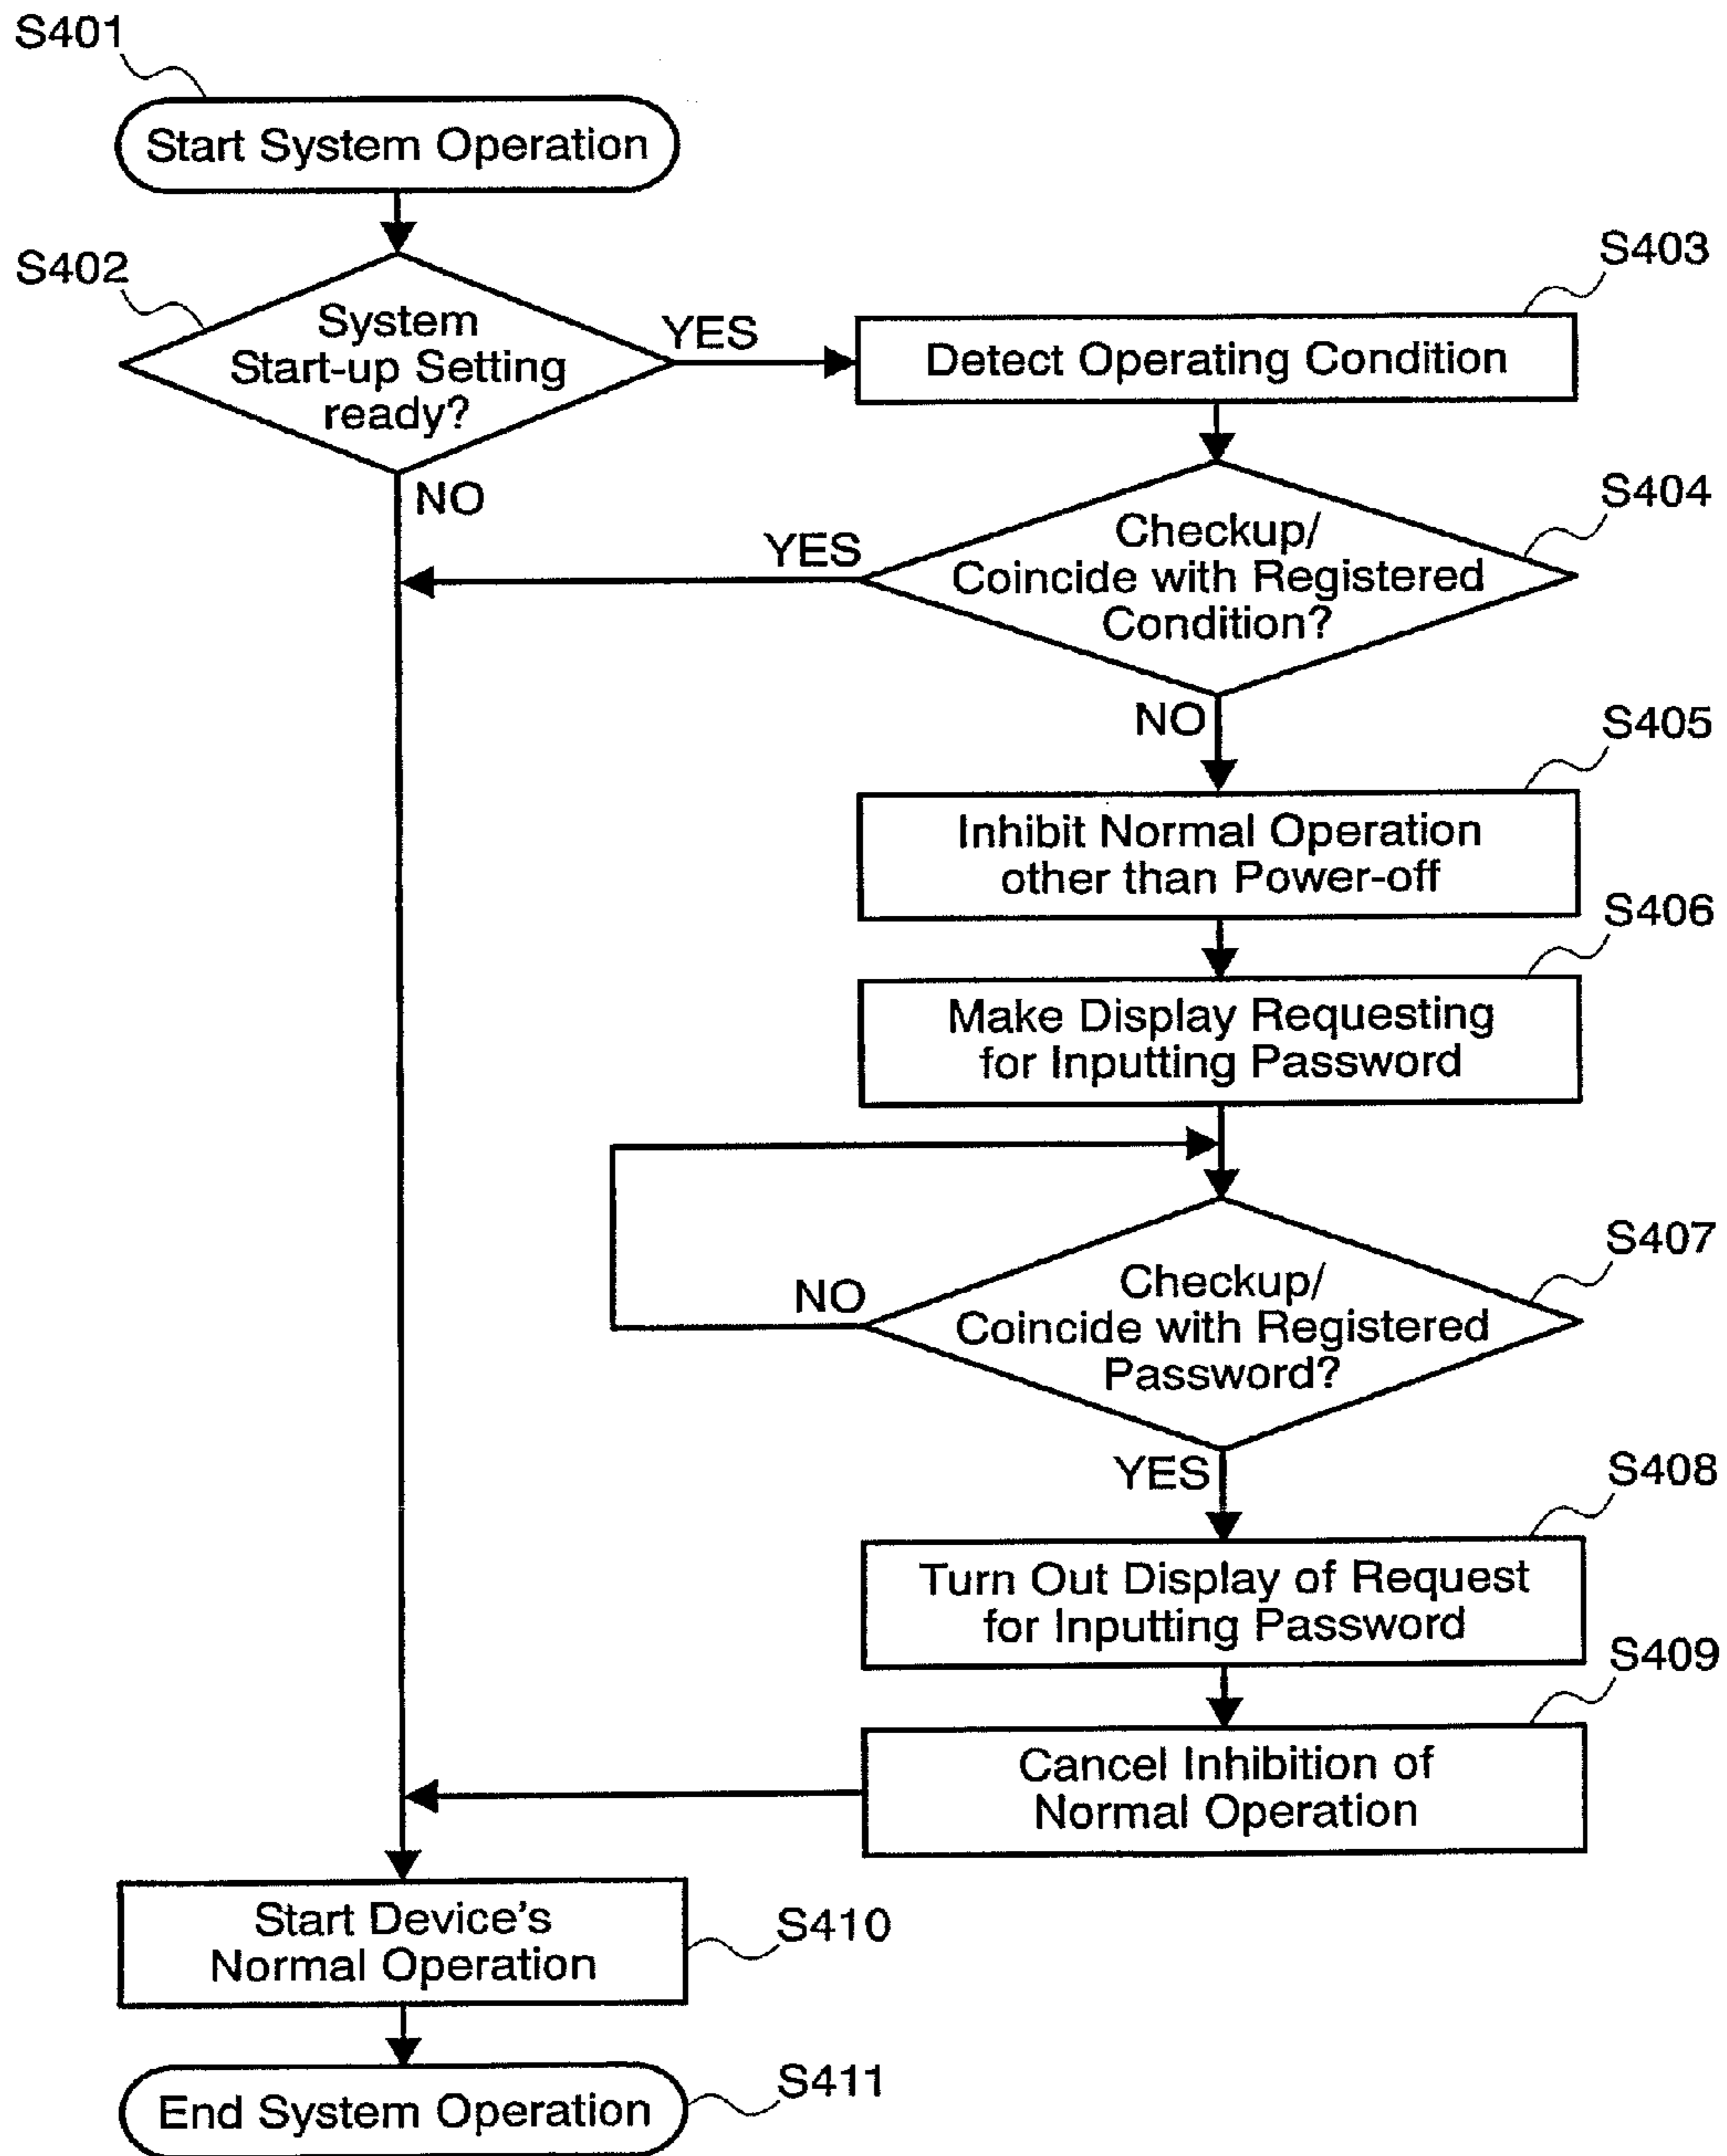 S401
Start System Operation
S402
System
Start-up Setting
ready?
YES
NO
S403
Detect Operating Condition
S404
Checkup/
Coincide with Registered
Condition?
YES
NO
S405
Inhibit Normal Operation
other than Power-off
S406
Make Display Requesting
for Inputting Password
S407
Checkup/
Coincide with Registered
Password?
NO
YES
S408
Turn Out Display of Request
for Inputting Password
S409
Cancel Inhibition of
Normal Operation
Start Device's
Normal Operation
S410
End System Operation
S411